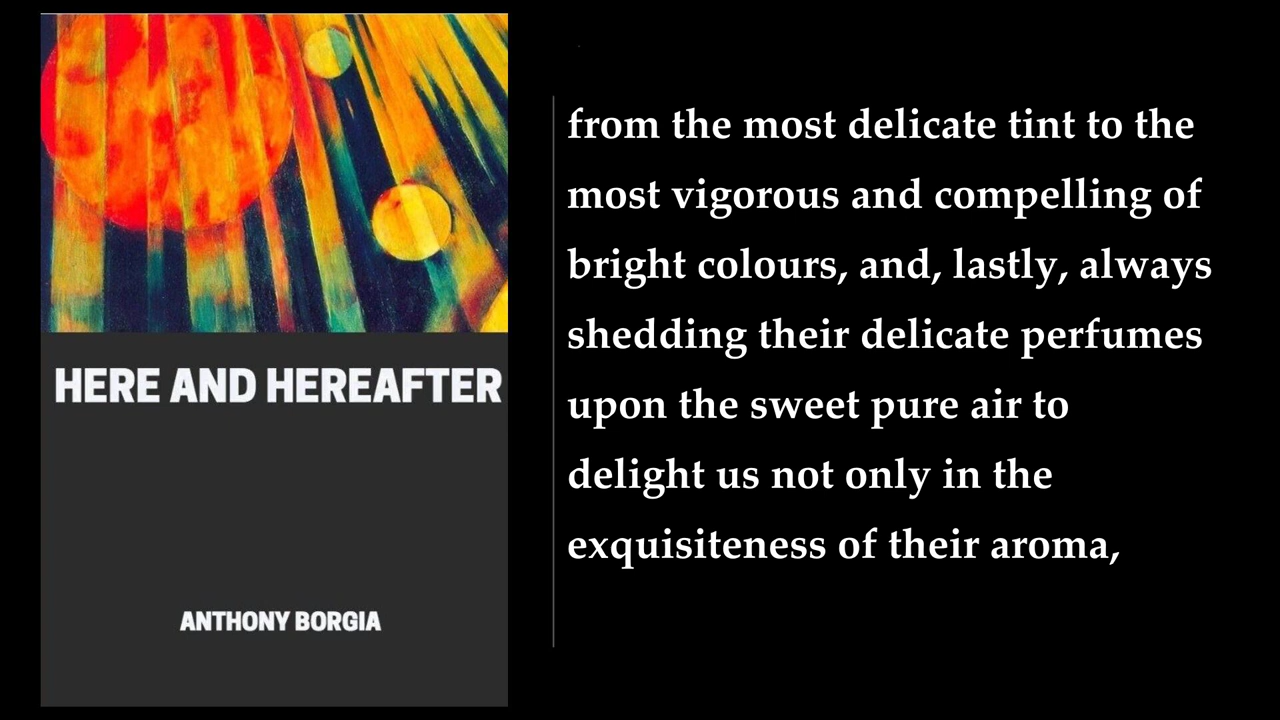 HERE AND HEREAFTER
ANTHONY BORGIA
from the most delicate tint to the
most vigorous and compelling of
bright colours, and, lastly, always
shedding their delicate perfumes
upon the sweet pure air to
delight us not only in the
exquisiteness of their aroma,